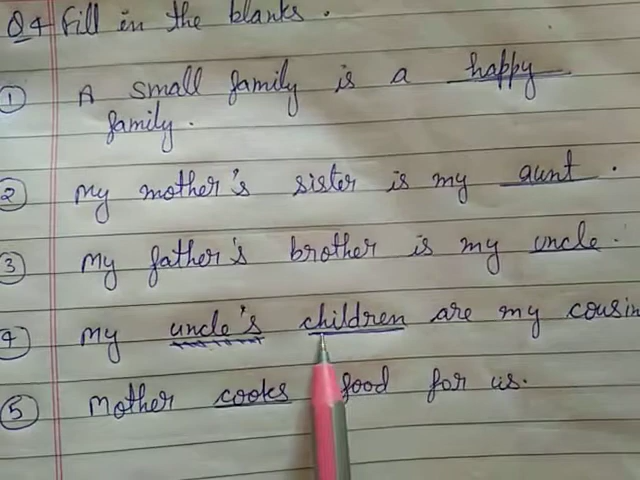 Q4 Fill in the blanks.
① A small family is a happy
family.
② My mother's sister is my aunt.
③ My father's brother is my uncle.
④ My uncle's children are my cousin
⑤ Mother cooks food for us.